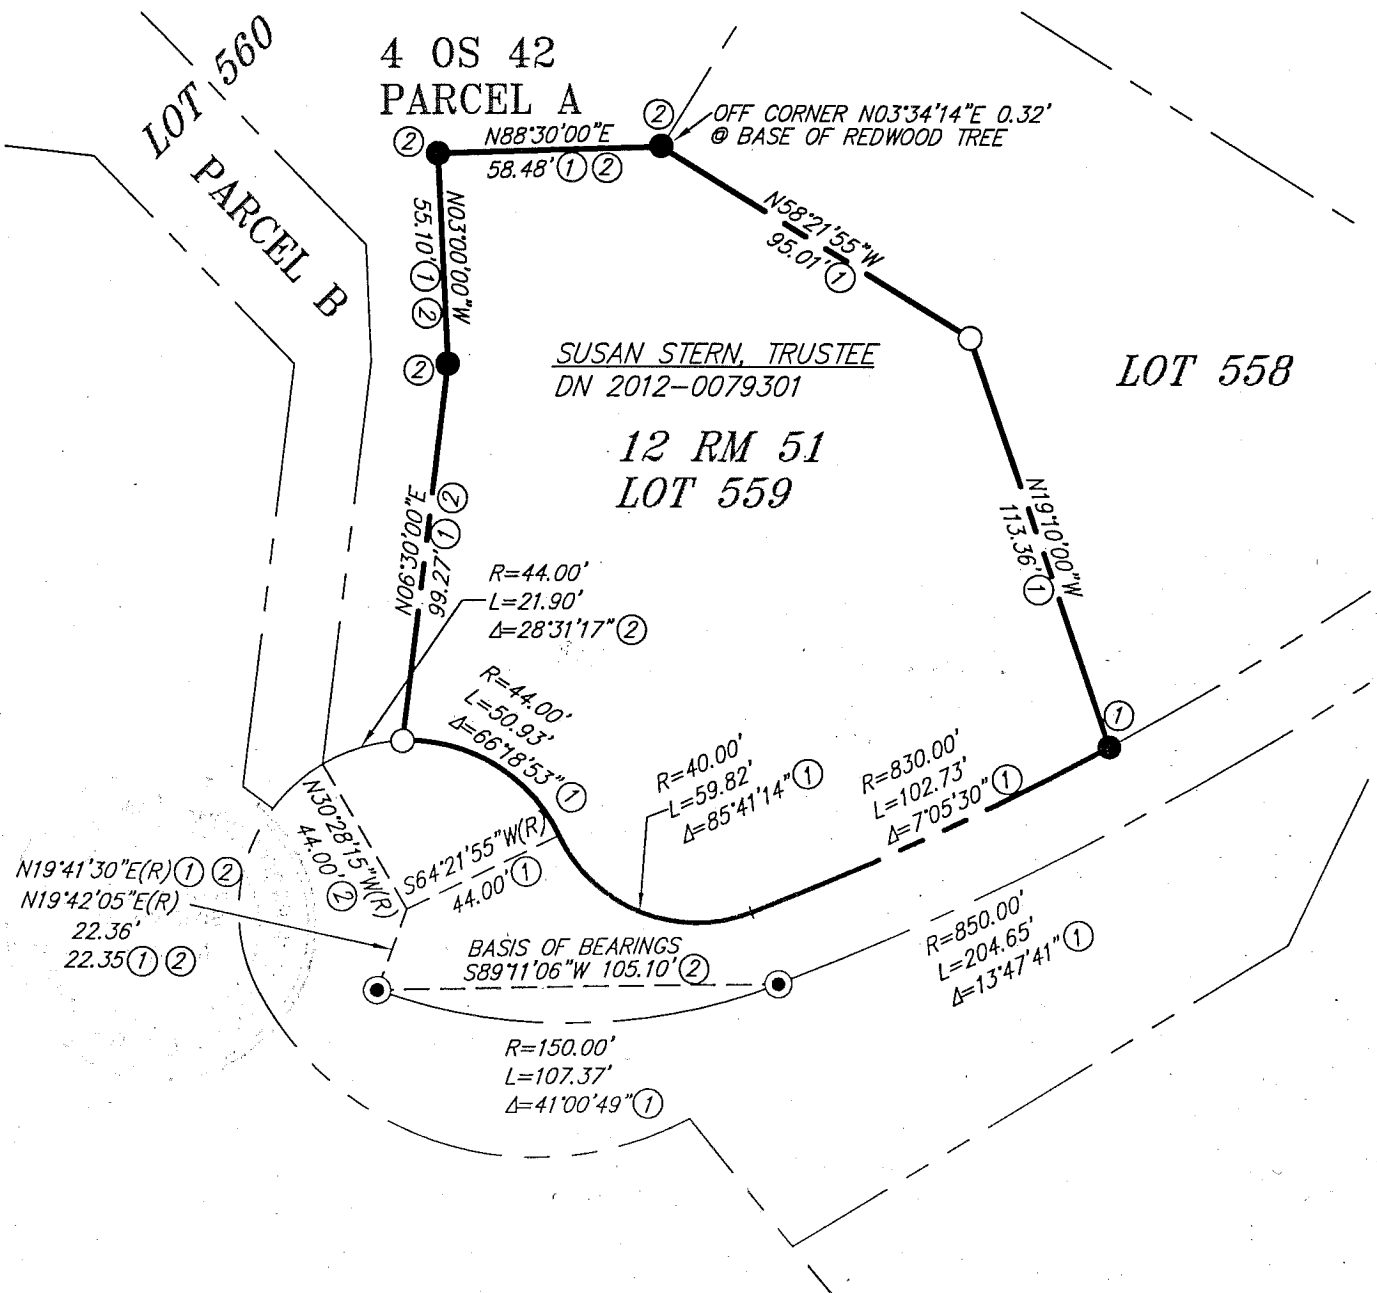 4 OS 42
PARCEL A
LOT 560
PARCEL B
②
N88°30'00"E
58.48' ① ②
②
OFF CORNER N03°34'14"E 0.32'
@ BASE OF REDWOOD TREE
N03°00'00"W
55.10' ① ②
②
N58°21'55"W
95.01' ①
SUSAN STERN, TRUSTEE
DN 2012-0079301
12 RM 51
LOT 559
LOT 558
N19°10'00"W
113.36' ①
①
N06°30'00"E
99.27' ① ②
R=44.00'
L=21.90'
Δ=28°31'17" ②
R=44.00'
L=50.93'
Δ=66°18'53" ①
R=40.00'
L=59.82'
Δ=85°41'14" ①
R=830.00'
L=102.73'
Δ=7°05'30" ①
N30°28'15"W(R)
44.00' ②
S64°21'55"W(R)
44.00' ①
N19°41'30"E(R) ① ②
N19°42'05"E(R)
22.36'
22.35 ① ②
BASIS OF BEARINGS
S89°11'06"W 105.10' ②
R=850.00'
L=204.65'
Δ=13°47'41" ①
R=150.00'
L=107.37'
Δ=41°00'49" ①